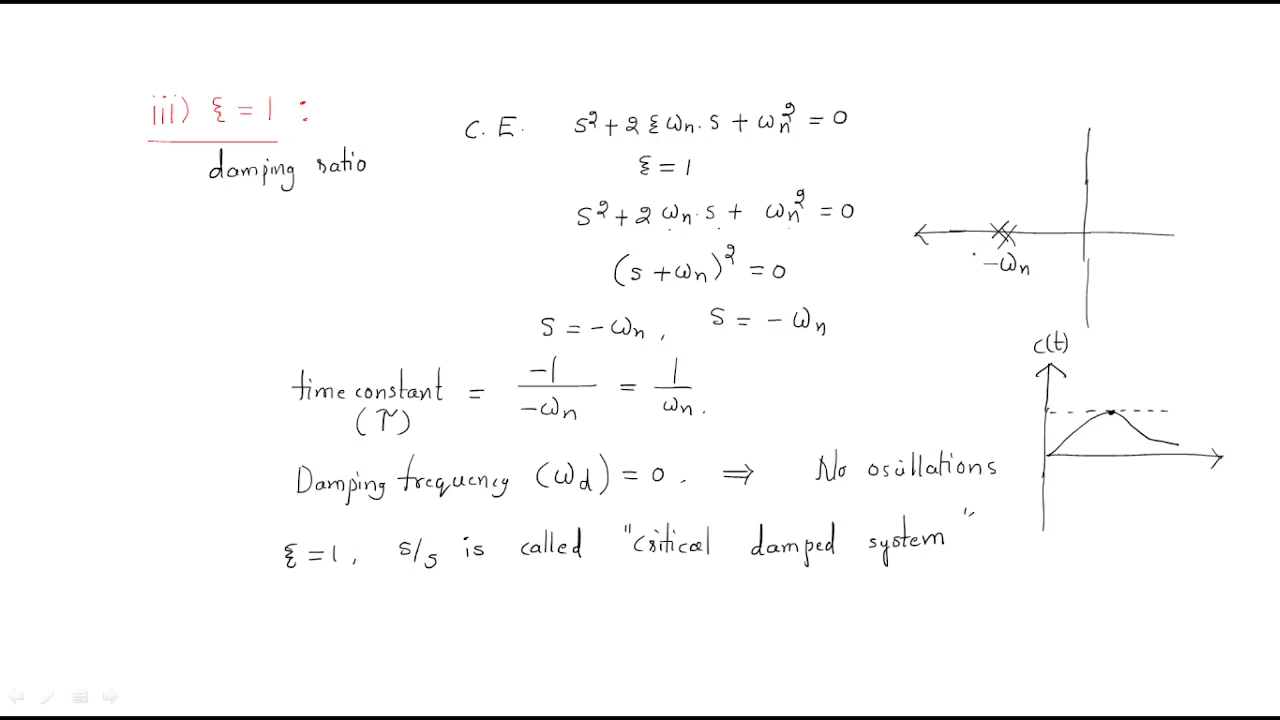 iii) ξ = 1 :
damping ratio
C. E. s² + 2 ξ ωn . s + ωn² = 0
ξ = 1
s² + 2 ωn . s + ωn² = 0
(s + ωn)² = 0
s = - ωn , s = - ωn
- ωn
c(t)
time constant = -1 / -ωn = 1 / ωn .
(τ)
Damping frequency (ωd) = 0 . ⇒ No oscillations
ξ = 1 , s/s is called "critical damped system"